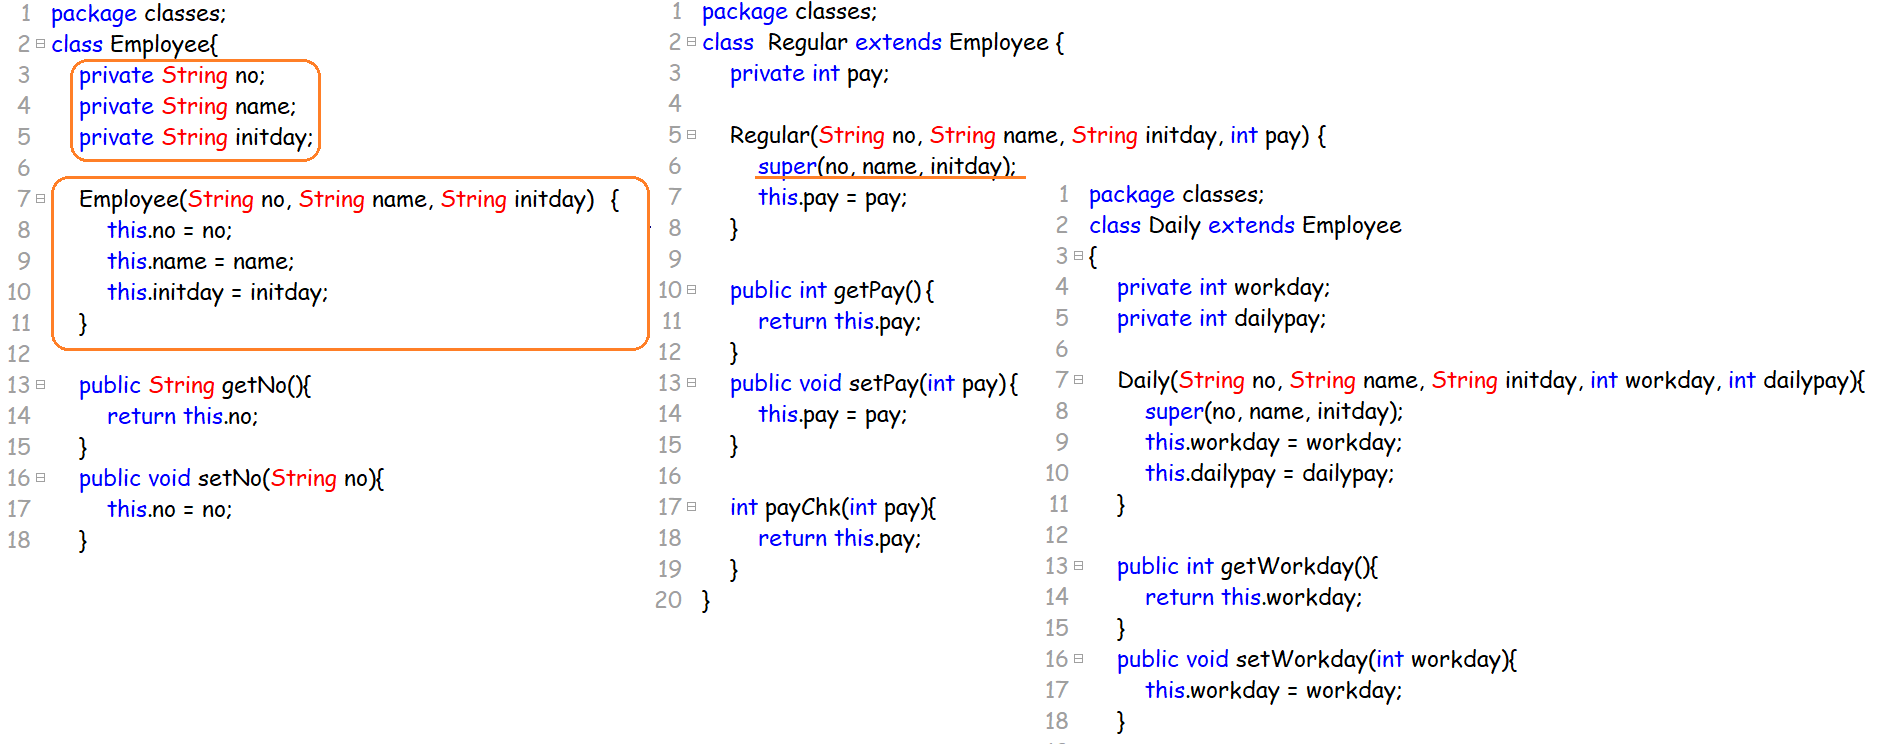 1 package classes;
2 class Employee{
3 private String no;
4 private String name;
5 private String initday;
6
7 Employee(String no, String name, String initday) {
8 this.no = no;
9 this.name = name;
10 this.initday = initday;
11 }
12
13 public String getNo(){
14 return this.no;
15 }
16 public void setNo(String no){
17 this.no = no;
18 }
1 package classes;
2 class Regular extends Employee {
3 private int pay;
4
5 Regular(String no, String name, String initday, int pay) {
6 super(no, name, initday);
7 this.pay = pay;
8 }
9
10 public int getPay() {
11 return this.pay;
12 }
13 public void setPay(int pay) {
14 this.pay = pay;
15 }
16
17 int payChk(int pay){
18 return this.pay;
19 }
20 }
1 package classes;
2 class Daily extends Employee
3 {
4 private int workday;
5 private int dailypay;
6
7 Daily(String no, String name, String initday, int workday, int dailypay){
8 super(no, name, initday);
9 this.workday = workday;
10 this.dailypay = dailypay;
11 }
12
13 public int getWorkday(){
14 return this.workday;
15 }
16 public void setWorkday(int workday){
17 this.workday = workday;
18 }